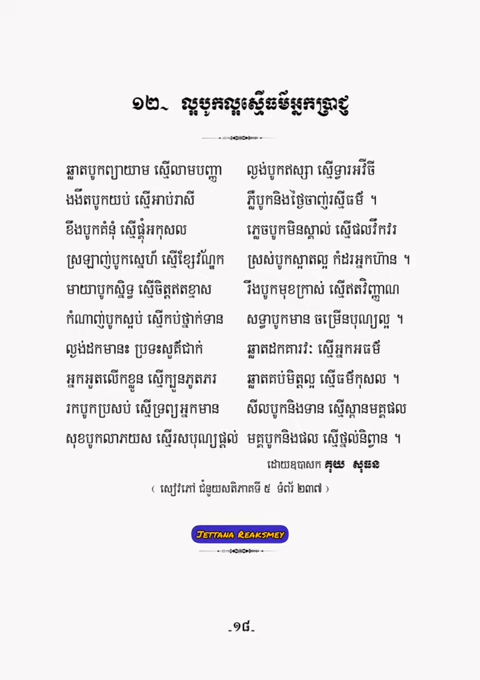 ១២~ ល្អបូកល្អស្មើធម៌អ្នកប្រាជ្ញ
ឆ្លាតបូកព្យាយាម ស្មើលាមបញ្ញា ល្ងង់បូកឥស្សា ស្មើទ្វារអវីចី
ងងឹតបូកយប់ ស្មើអាប់រាសី ភ្លឺបូកនិងថ្ងៃចាញ់រស្មីធម៌ ។
ខឹងបូកគំនុំ ស្មើផ្ដុំអកុសល ភ្លេចបូកមិនស្គាល់ ស្មើផលវឹកវរ
ស្រឡាញ់បូកស្នេហ៍ ស្មើខ្សែវ័ណ្ឌក ស្រស់បូកស្អាតល្អ កំដរអ្នកហ៊ាន ។
មាយាបូកស្និទ្ធ ស្មើចិត្តឥតខ្មាស រឹងបូកមុខក្រាស់ ស្មើឥតវិញ្ញាណ
កំណាញ់បូកស្អប់ ស្មើកប់ថ្នាក់ទាន សទ្ធាបូកមាន ចម្រើនបុណ្យល្អ ។
ល្ងង់ដកមានះ ប្រទះសួគ៌ជាក់ ឆ្លាតដកគារវៈ ស្មើអ្នកអធម៌
អ្នកអួតលើកខ្លួន ស្មើក្បួនភូតភរ ឆ្លាតគប់មិត្តល្អ ស្មើធម៌កុសល ។
រកបូកប្រសប់ ស្មើទ្រព្យអ្នកមាន សីលបូកនិងទាន ស្មើស្ពានមគ្គផល
សុខបូកលាភយស ស្មើរសបុណ្យផ្ដល់ មគ្គបូកនិងផល ស្មើថ្នល់និព្វាន ។
ដោយឧបាសក គុយ សុធន
( សៀវភៅ ជំនួយសតិភាគទី ៥ ទំព័រ ២៣៧ )
JETTANA REAKSMEY
-១៨-